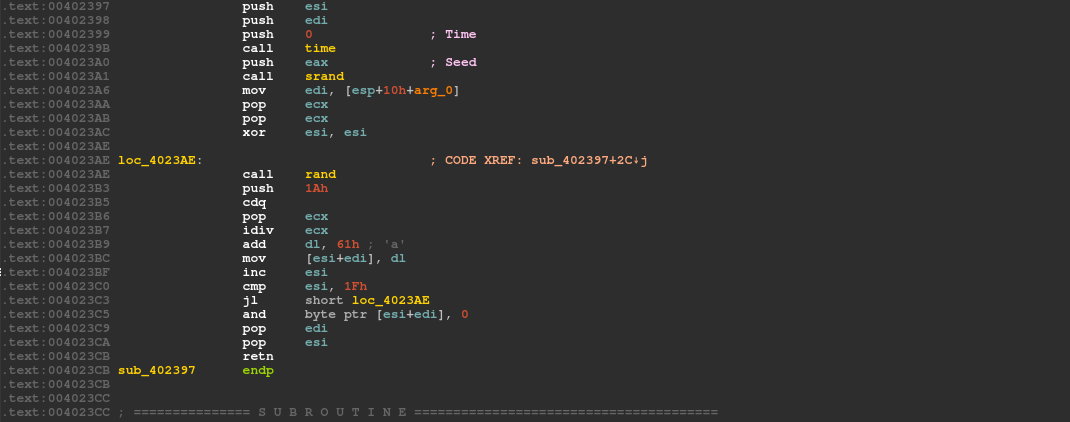 .text:00402397 push esi
.text:00402398 push edi
.text:00402399 push 0 ; Time
.text:0040239B call time
.text:004023A0 push eax ; Seed
.text:004023A1 call srand
.text:004023A6 mov edi, [esp+10h+arg_0]
.text:004023AA pop ecx
.text:004023AB pop ecx
.text:004023AC xor esi, esi
.text:004023AE
.text:004023AE loc_4023AE: ; CODE XREF: sub_402397+2C↓j
.text:004023AE call rand
.text:004023B3 push 1Ah
.text:004023B5 cdq
.text:004023B6 pop ecx
.text:004023B7 idiv ecx
.text:004023B9 add dl, 61h ; 'a'
.text:004023BC mov [esi+edi], dl
.text:004023BF inc esi
.text:004023C0 cmp esi, 1Fh
.text:004023C3 jl short loc_4023AE
.text:004023C5 and byte ptr [esi+edi], 0
.text:004023C9 pop edi
.text:004023CA pop esi
.text:004023CB retn
.text:004023CB sub_402397 endp
.text:004023CB
.text:004023CC
.text:004023CC ; =============== S U B R O U T I N E =======================================